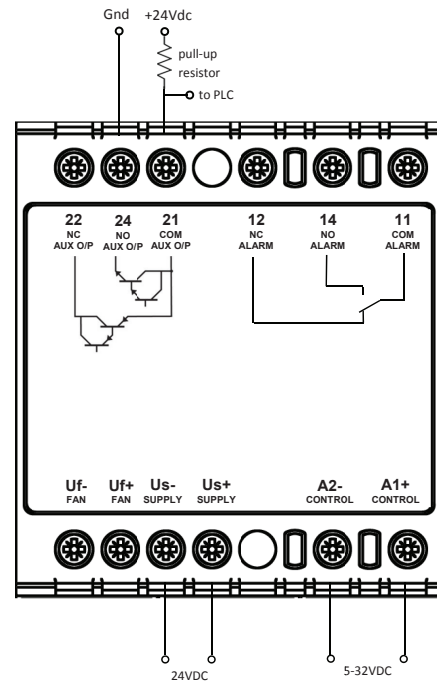 Gnd +24Vdc
pull-up
resistor
to PLC
22 24 21 12 14 11
NC NO COM NC NO COM
AUX O/P AUX O/P AUX O/P ALARM ALARM ALARM
Uf- Uf+ Us- Us+ A2- A1+
FAN FAN SUPPLY SUPPLY CONTROL CONTROL
24VDC 5-32VDC